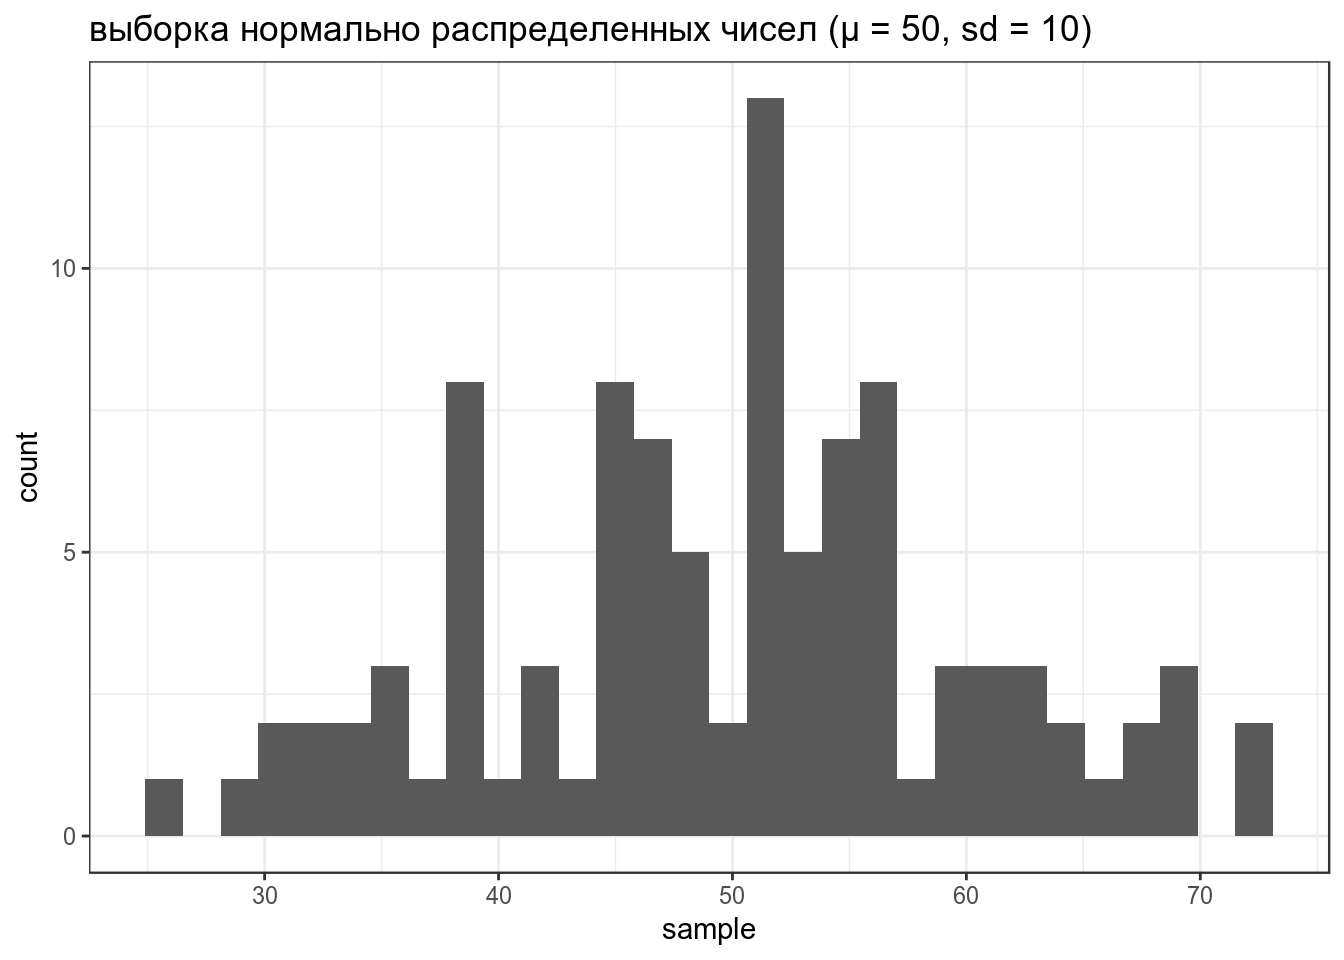 выборка нормально распределенных чисел (μ = 50, sd = 10)
10
5
0
count
30 40 50 60 70
sample